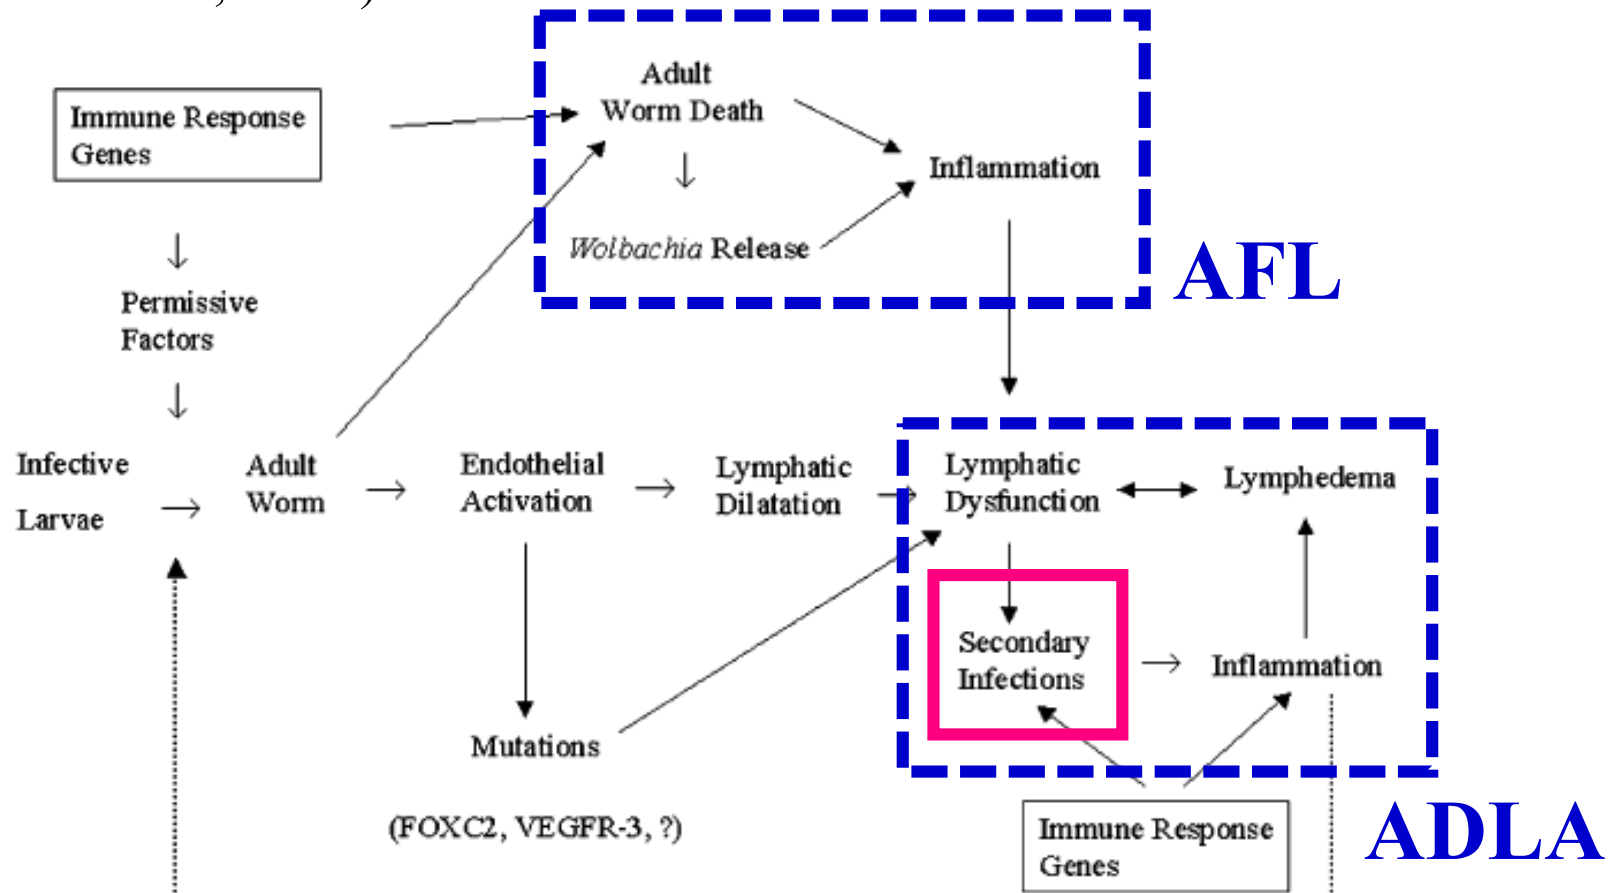 Adult
Worm Death
Immune Response
Genes
Inflammation
Wolbachia Release
AFL
Permissive
Factors
Infective
Larvae
Adult
Worm
Endothelial
Activation
Lymphatic
Dilatation
Lymphatic
Dysfunction
Lymphedema
Secondary
Infections
Inflammation
Mutations
(FOXC2, VEGFR-3, ?)
Immune Response
Genes
ADLA